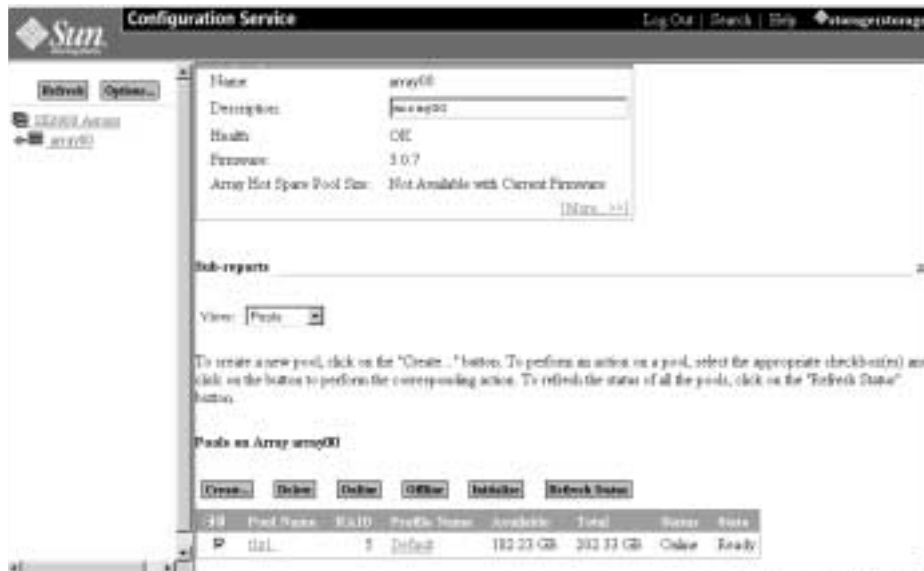 Sun
Configuration Service
Log Out | Search | Help
Refresh Options...
Arrays
array00
Name: array00
Description:
Health: OK
Firmware: 3.0.7
Array Hot Spare Pool Size: Not Available with Current Firmware
[More... >>]
Sub-reports
View: Pools
To create a new pool, click on the "Create..." button. To perform an action on a pool, select the appropriate checkbox(es) and
click on the button to perform the corresponding action. To refresh the status of all the pools, click on the "Refresh Status"
button.
Pools on Array array00
Create... Delete Online Offline Initialize Refresh Status
Pool Name RAID Profile Name Available Total Status State
5 Default 182.23 GB 202.33 GB Online Ready